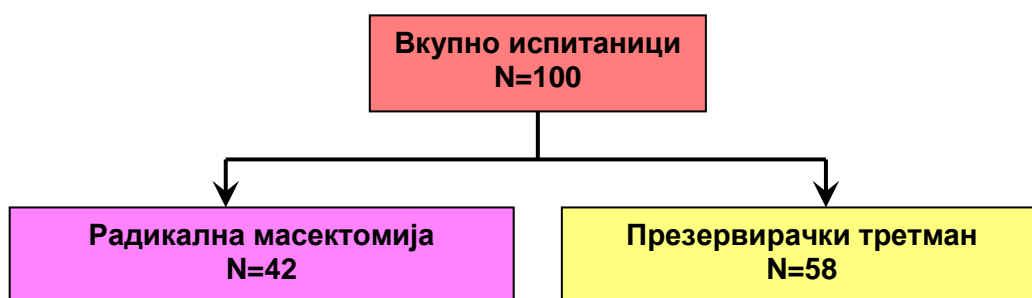 Вкупно испитаници
N=100
Радикална масектомија
N=42
Презервирачки третман
N=58